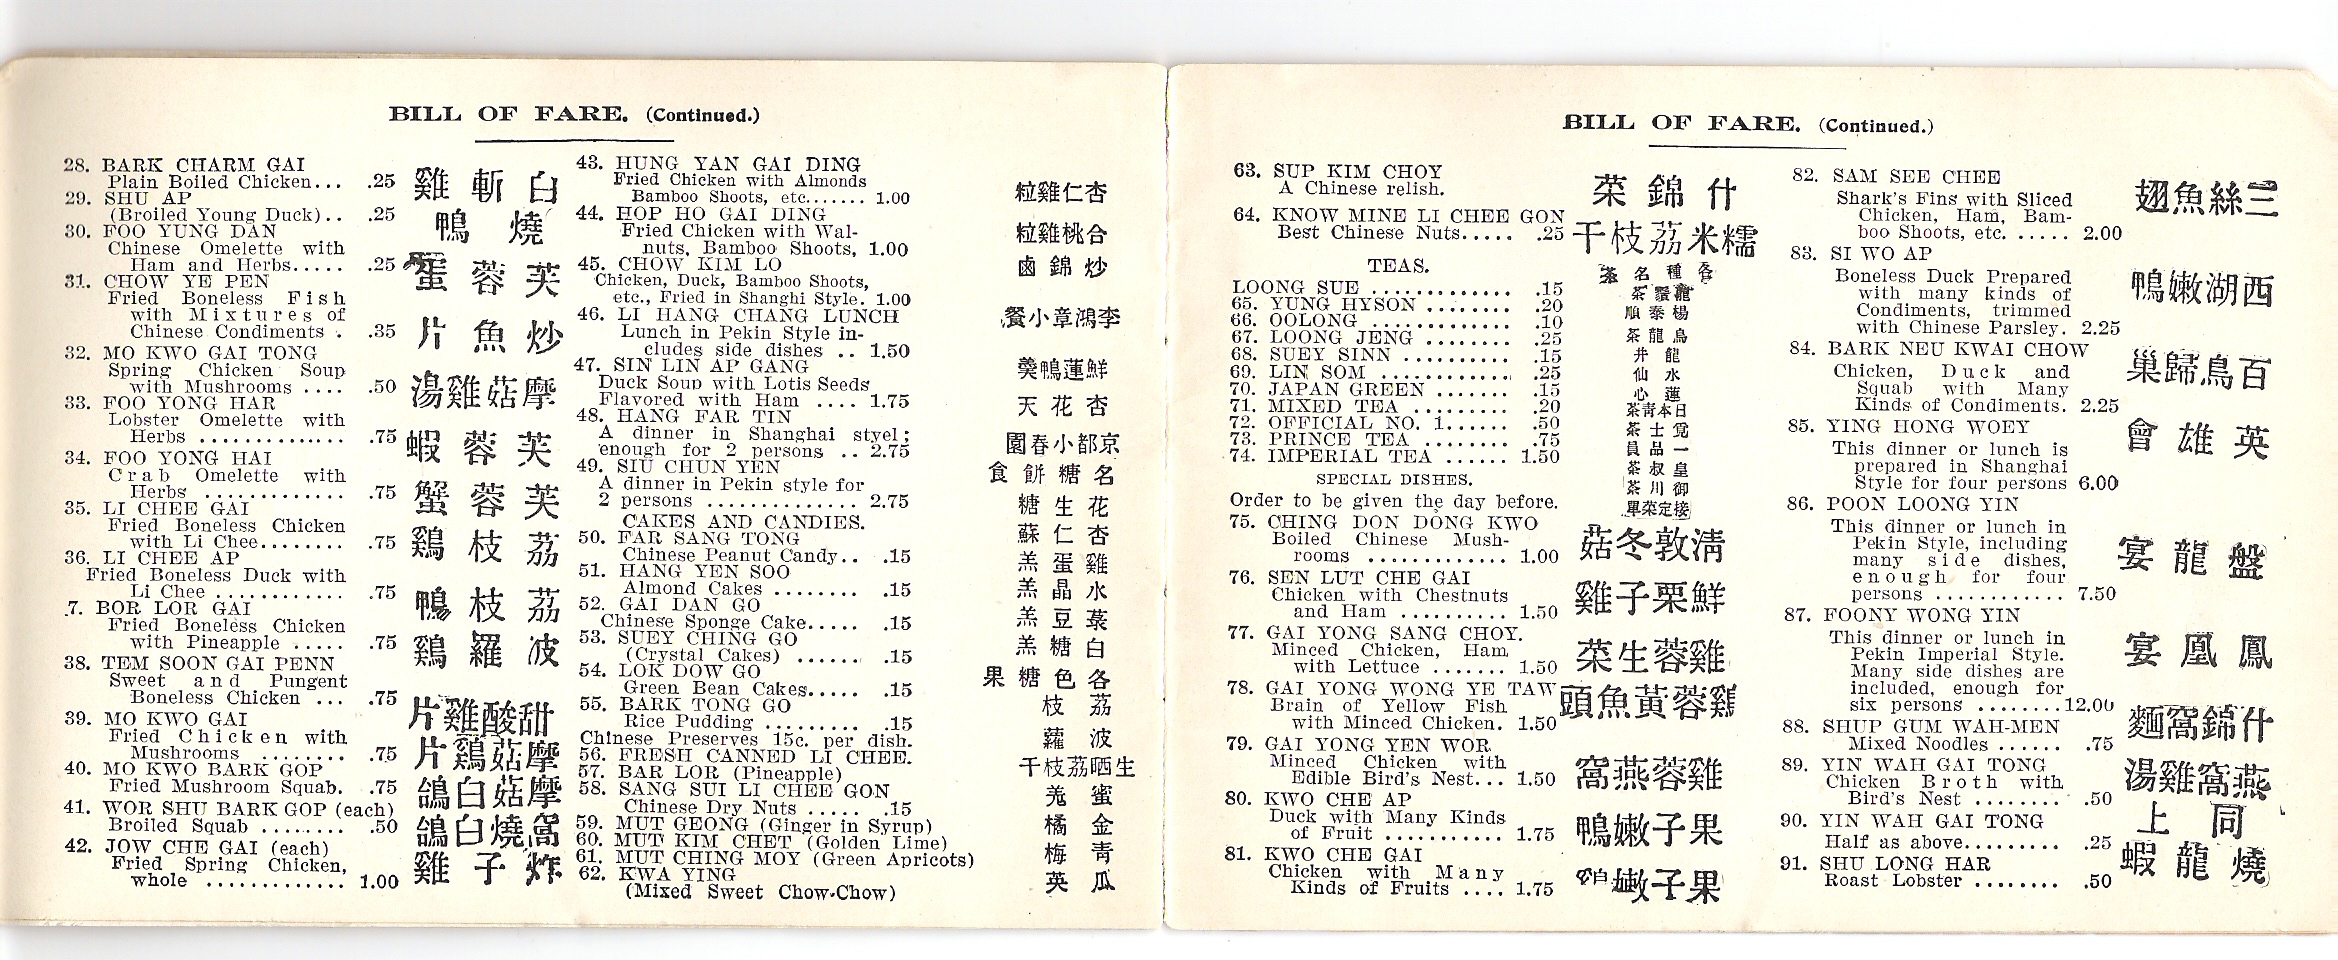 BILL OF FARE. (Continued.)
28. BARK CHARM GAI
Plain Boiled Chicken... .25
29. SHU AP
(Broiled Young Duck).. .25
30. FOO YUNG DAN
Chinese Omelette with
Ham and Herbs..... .25
31. CHOW YE PEN
Fried Boneless Fish
with Mixtures of
Chinese Condiments . .35
32. MO KWO GAI TONG
Spring Chicken Soup
with Mushrooms .... .50
33. FOO YONG HAR
Lobster Omelette with
Herbs .............. .75
34. FOO YONG HAI
Crab Omelette with
Herbs ............. .75
35. LI CHEE GAI
Fried Boneless Chicken
with Li Chee........ .75
36. LI CHEE AP
Fried Boneless Duck with
Li Chee ............ .75
7. BOR LOR GAI
Fried Boneless Chicken
with Pineapple ..... .75
38. TEM SOON GAI PENN
Sweet and Pungent
Boneless Chicken ... .75
39. MO KWO GAI
Fried Chicken with
Mushrooms ........ .75
40. MO KWO BARK GOP
Fried Mushroom Squab. .75
41. WOR SHU BARK GOP (each)
Broiled Squab ......... .50
42. JOW CHE GAI (each)
Fried Spring Chicken,
whole ............. 1.00
雞斬白
鴨燒
蛋蓉芙
片魚炒
湯雞菇摩
蝦蓉芙
蟹蓉芙
鷄枝荔
鴨枝荔
鷄羅波
片雞酸甜
片鷄菇摩
鴿白菇摩
鴿白燒窩
雞子炸
43. HUNG YAN GAI DING
Fried Chicken with Almonds
Bamboo Shoots, etc....... 1.00
44. HOP HO GAI DING
Fried Chicken with Wal-
nuts, Bamboo Shoots, 1.00
45. CHOW KIM LO
Chicken, Duck, Bamboo Shoots,
etc., Fried in Shanghi Style. 1.00
46. LI HANG CHANG LUNCH
Lunch in Pekin Style in-
cludes side dishes .. 1.50
47. SIN LIN AP GANG
Duck Soup with Lotis Seeds
Flavored with Ham .... 1.75
48. HANG FAR TIN
A dinner in Shanghai styel;
enough for 2 persons .. 2.75
49. SIU CHUN YEN
A dinner in Pekin style for
2 persons .............. 2.75
CAKES AND CANDIES.
50. FAR SANG TONG
Chinese Peanut Candy.. .15
51. HANG YEN SOO
Almond Cakes ........ .15
52. GAI DAN GO
Chinese Sponge Cake..... .15
53. SUEY CHING GO
(Crystal Cakes) ...... .15
54. LOK DOW GO
Green Bean Cakes..... .15
55. BARK TONG GO
Rice Pudding ......... .15
Chinese Preserves 15c. per dish.
56. FRESH CANNED LI CHEE.
57. BAR LOR (Pineapple)
58. SANG SUI LI CHEE GON
Chinese Dry Nuts ..... .15
59. MUT GEONG (Ginger in Syrup)
60. MUT KIM CHET (Golden Lime)
61. MUT CHING MOY (Green Apricots)
62. KWA YING
(Mixed Sweet Chow-Chow)
粒雞仁杏
粒雞桃合
鹵錦炒
餐小章鴻李
羹鴨蓮鮮
天花杏
園春小都京
食餅糖名
糖生花
蘇仁杏
羔蛋雞
羔晶水
羔豆菉
羔糖白
果糖色各
枝荔
蘿波
干枝荔晒生
蜜
橘金
梅青
英瓜
BILL OF FARE. (Continued.)
63. SUP KIM CHOY
A Chinese relish.
64. KNOW MINE LI CHEE GON
Best Chinese Nuts..... .25
TEAS.
LOONG SUE ............. .15
65. YUNG HYSON ......... .20
66. OOLONG ............. .10
67. LOONG JENG ......... .25
68. SUEY SINN .......... .15
69. LIN SOM ............. .25
70. JAPAN GREEN ....... .15
71. MIXED TEA ......... .20
72. OFFICIAL NO. 1...... .50
73. PRINCE TEA ........ .75
74. IMPERIAL TEA ...... 1.50
SPECIAL DISHES.
Order to be given the day before.
75. CHING DON DONG KWO
Boiled Chinese Mush-
rooms ............ 1.00
76. SEN LUT CHE GAI
Chicken with Chestnuts
and Ham .......... 1.50
77. GAI YONG SANG CHOY.
Minced Chicken, Ham
with Lettuce ....... 1.50
78. GAI YONG WONG YE TAW
Brain of Yellow Fish
with Minced Chicken. 1.50
79. GAI YONG YEN WOR
Minced Chicken with
Edible Bird's Nest... 1.50
80. KWO CHE AP
Duck with Many Kinds
of Fruit ........... 1.75
81. KWO CHE GAI
Chicken with Many
Kinds of Fruits .... 1.75
菜錦什
干枝荔米糯
茶名種各
茶鬚龍
順泰楊
茶龍烏
井龍
仙水
心蓮
茶青本日
茶士
員品一
茶叔皇
茶川御
單菜定接
菇冬敦清
雞子栗鮮
菜生蓉雞
頭魚黃蓉鷄
窩燕蓉雞
鴨嫩子果
嫩子果
82. SAM SEE CHEE
Shark's Fins with Sliced
Chicken, Ham, Bam-
boo Shoots, etc. ...... 2.00
83. SI WO AP
Boneless Duck Prepared
with many kinds of
Condiments, trimmed
with Chinese Parsley. 2.25
84. BARK NEU KWAI CHOW
Chicken, Duck and
Squab with Many
Kinds of Condiments. 2.25
85. YING HONG WOEY
This dinner or lunch is
prepared in Shanghai
Style for four persons 6.00
86. POON LOONG YIN
This dinner or lunch in
Pekin Style, including
many side dishes,
enough for four
persons ............ 7.50
87. FOONY WONG YIN
This dinner or lunch in
Pekin Imperial Style.
Many side dishes are
included, enough for
six persons ........12.00
88. SHUP GUM WAH-MEN
Mixed Noodles ...... .75
89. YIN WAH GAI TONG
Chicken Broth with
Bird's Nest ........ .50
90. YIN WAH GAI TONG
Half as above......... .25
91. SHU LONG HAR
Roast Lobster ........ .50
翅魚絲三
鴨嫩湖西
巢歸鳥百
會雄英
宴龍盤
宴凰鳳
麵窩錦什
湯雞窩燕
上同
蝦龍燒